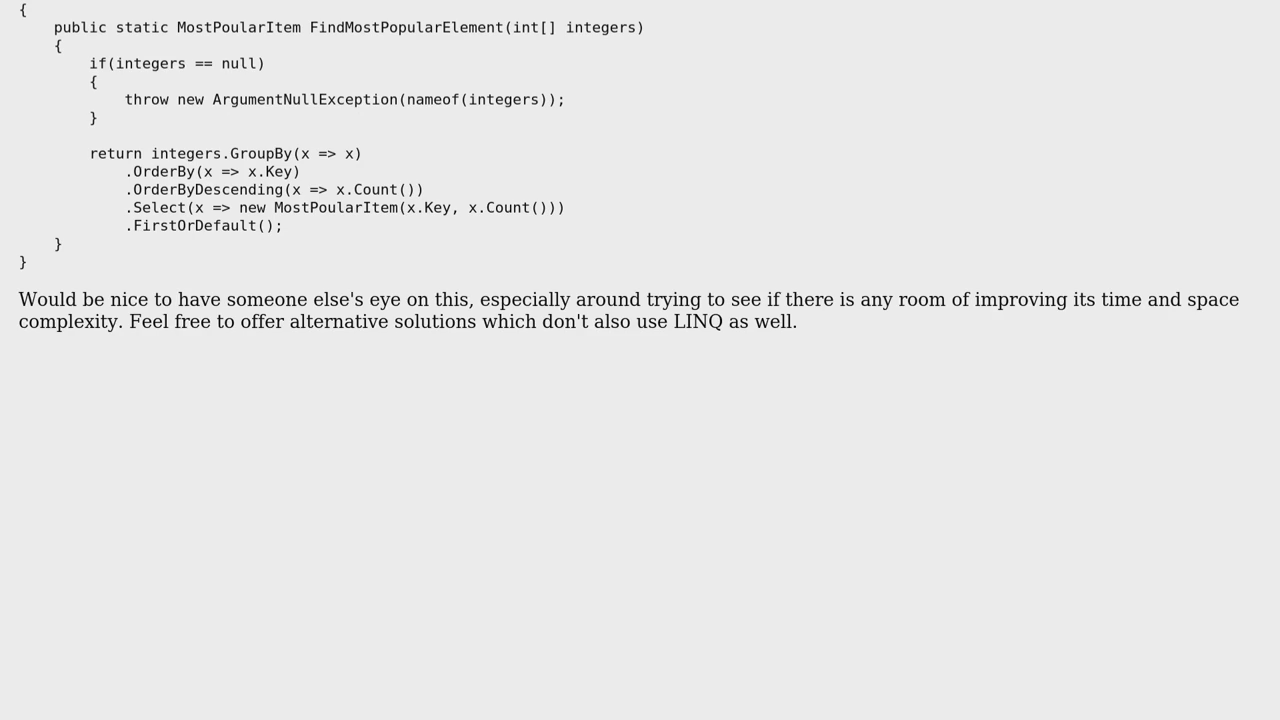 {
    public static MostPoularItem FindMostPopularElement(int[] integers)
    {
        if(integers == null)
        {
            throw new ArgumentNullException(nameof(integers));
        }

        return integers.GroupBy(x => x)
            .OrderBy(x => x.Key)
            .OrderByDescending(x => x.Count())
            .Select(x => new MostPoularItem(x.Key, x.Count()))
            .FirstOrDefault();
    }
}
Would be nice to have someone else's eye on this, especially around trying to see if there is any room of improving its time and space
complexity. Feel free to offer alternative solutions which don't also use LINQ as well.